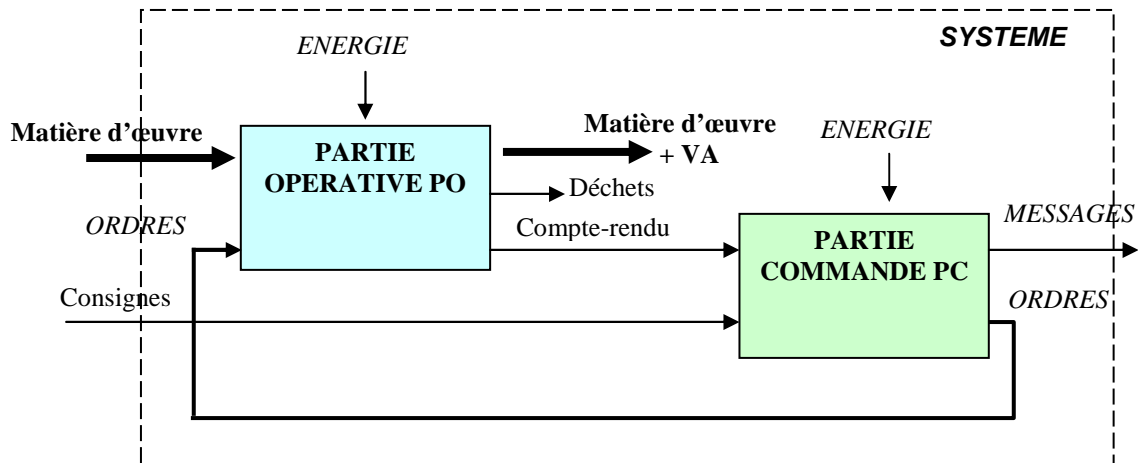 SYSTEME
ENERGIE
Matière d'œuvre
PARTIE
OPERATIVE PO
Matière d'œuvre
+ VA
Déchets
Compte-rendu
ENERGIE
ORDRES
PARTIE
COMMANDE PC
MESSAGES
Consignes
ORDRES